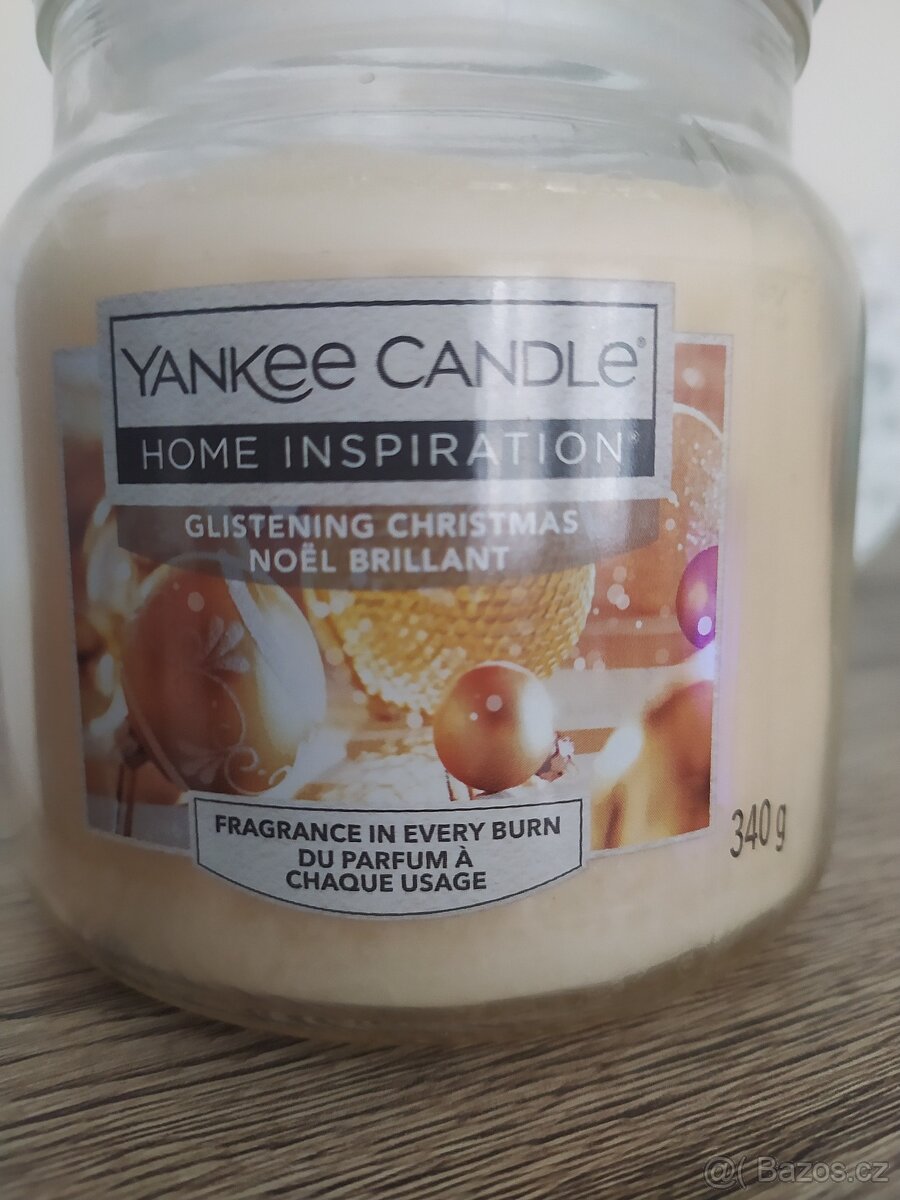 YANKEE CANDLE®
HOME INSPIRATION®
GLISTENING CHRISTMAS
NOËL BRILLANT
FRAGRANCE IN EVERY BURN
DU PARFUM À
CHAQUE USAGE
340 g
@( Bazos.cz